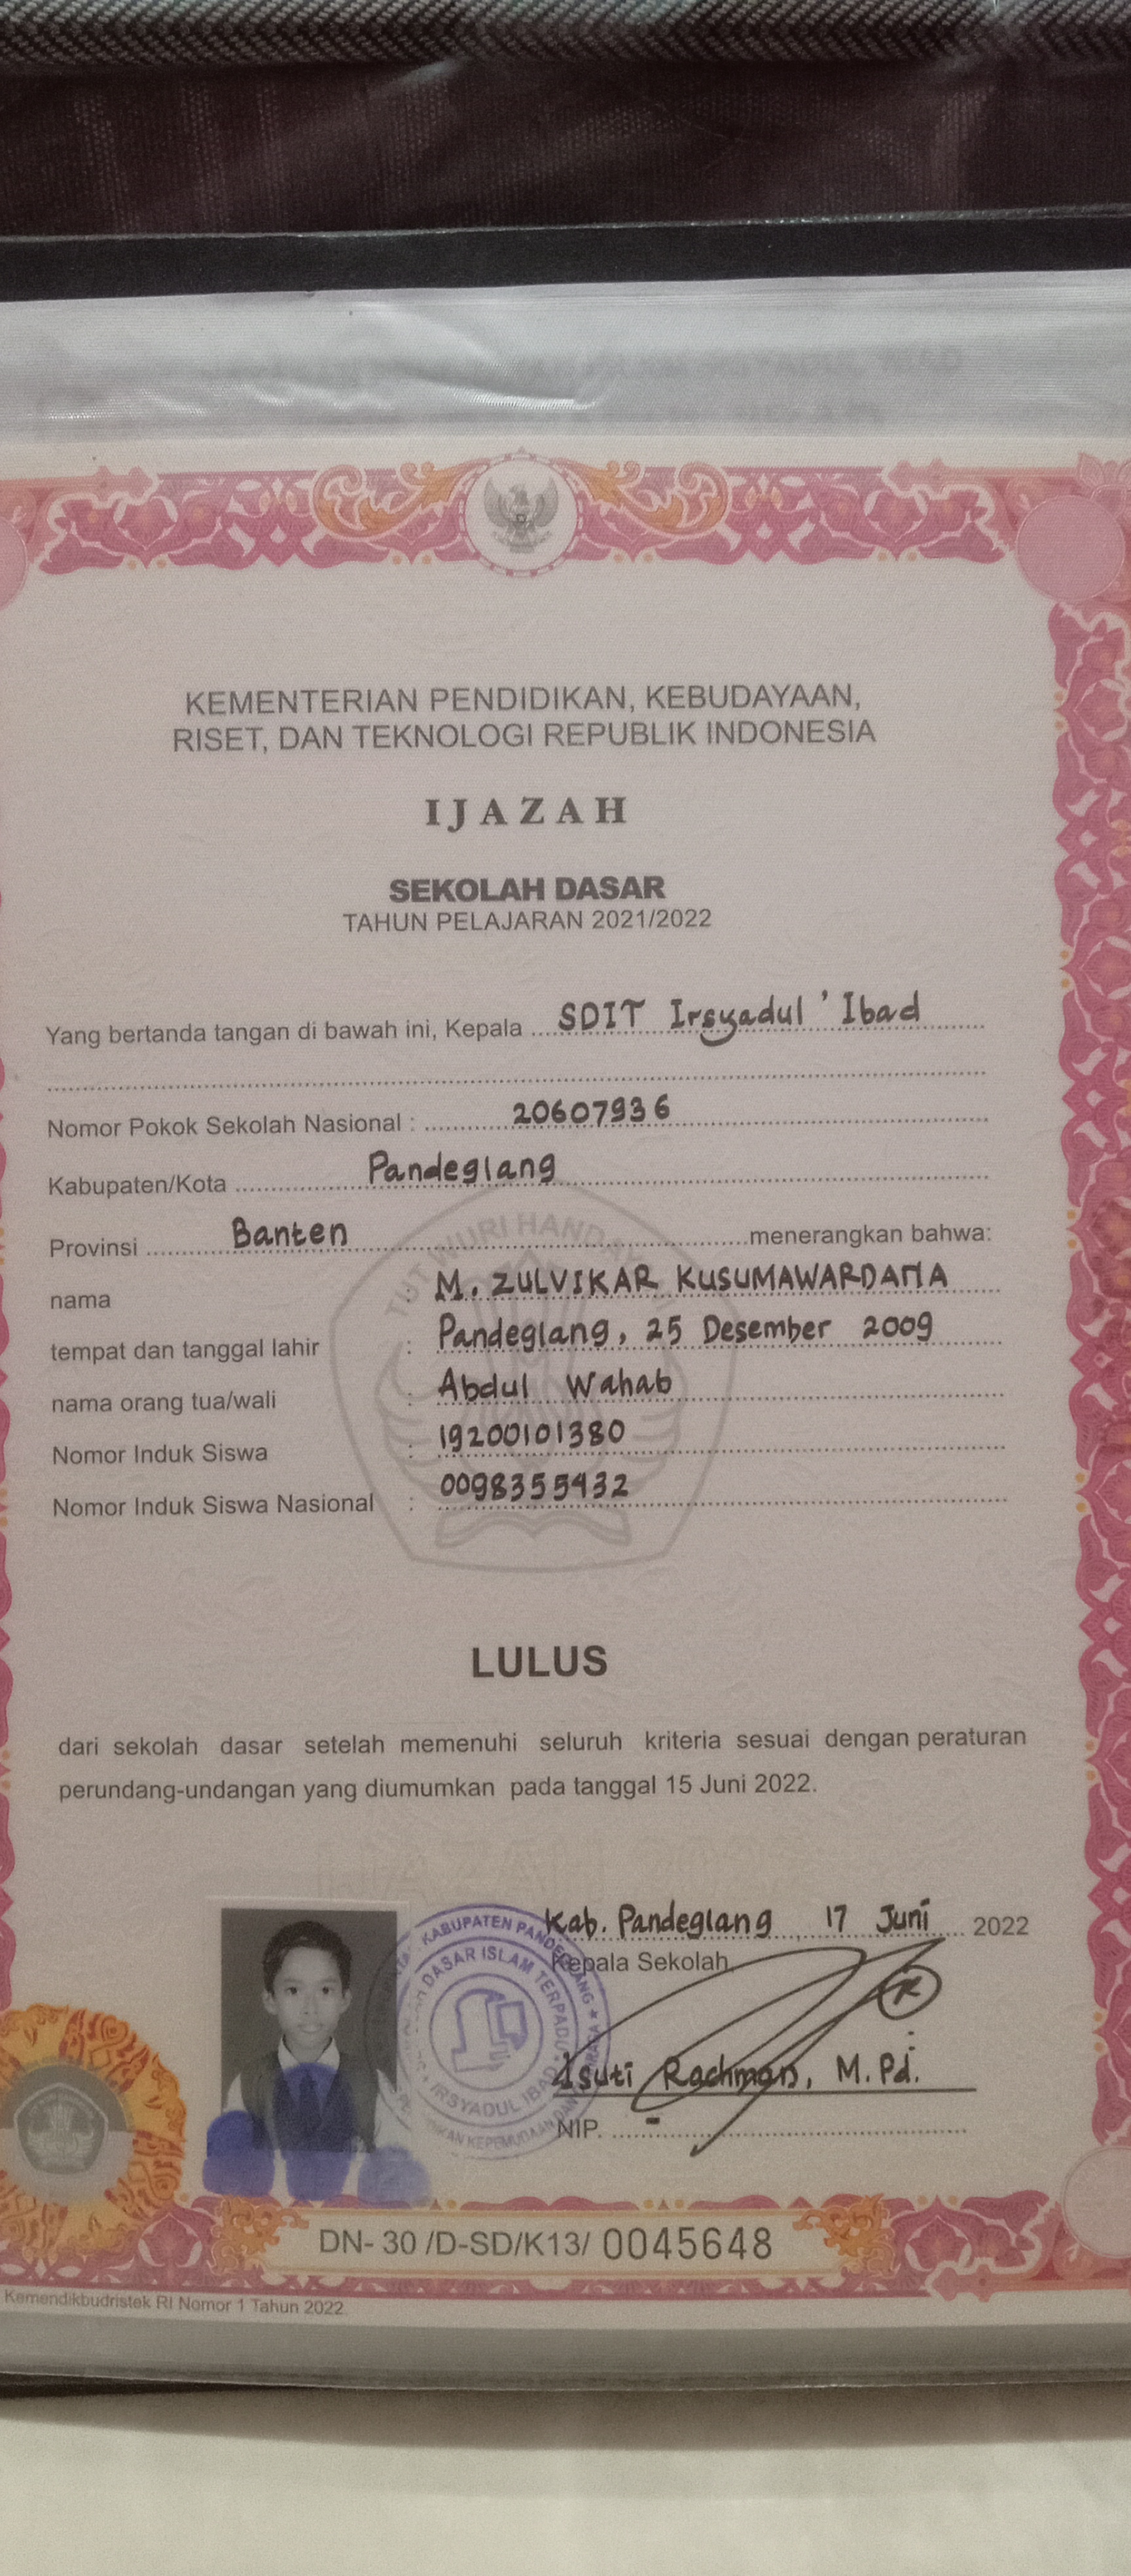 KEMENTERIAN PENDIDIKAN, KEBUDAYAAN,
RISET, DAN TEKNOLOGI REPUBLIK INDONESIA
IJAZAH
SEKOLAH DASAR
TAHUN PELAJARAN 2021/2022
Yang bertanda tangan di bawah ini, Kepala SDIT Irsyadul 'Ibad
Nomor Pokok Sekolah Nasional : 20607936
Kabupaten/Kota Pandeglang
Provinsi Banten menerangkan bahwa:
nama : M. ZULVIKAR KUSUMAWARDANA
tempat dan tanggal lahir : Pandeglang, 25 Desember 2009
nama orang tua/wali : Abdul Wahab
Nomor Induk Siswa : 19200101380
Nomor Induk Siswa Nasional : 0098355432
TUT WURI HANDAYANI
LULUS
dari sekolah dasar setelah memenuhi seluruh kriteria sesuai dengan peraturan
perundang-undangan yang diumumkan pada tanggal 15 Juni 2022.
Kab. Pandeglang, 17 Juni 2022
Kepala Sekolah,
KABUPATEN PANDEGLANG
DASAR ISLAM TERPADU
IRSYADUL IBAD
Asuti Rachman, M.Pd.
NIP. -
DN- 30 /D-SD/K13/ 0045648
Kemendikbudristek RI Nomor 1 Tahun 2022